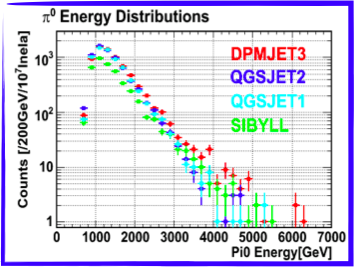 π⁰ Energy Distributions
Counts [/200GeV/10⁷Inela]
10³
10²
10
1
DPMJET3
QGSJET2
QGSJET1
SIBYLL
0 1000 2000 3000 4000 5000 6000 7000
Pi0 Energy[GeV]